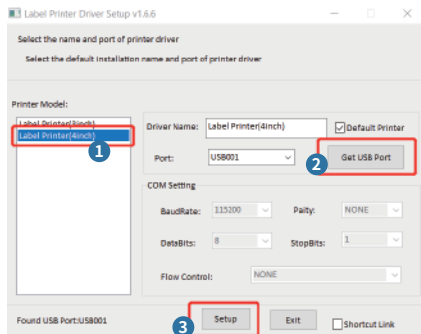 Label Printer Driver Setup v1.6.6
Select the name and port of printer driver
Select the default installation name and port of printer driver
Printer Model:
Label Printer(3inch)
Label Printer(4inch)
1
Driver Name: Label Printer(4inch) Default Printer
Port: USB001 2 Get USB Port
COM Setting
BaudRate: 115200 Paity: NONE
DataBits: 8 StopBits: 1
Flow Control: NONE
Found USB Port:USB001 3 Setup Exit Shortcut Link